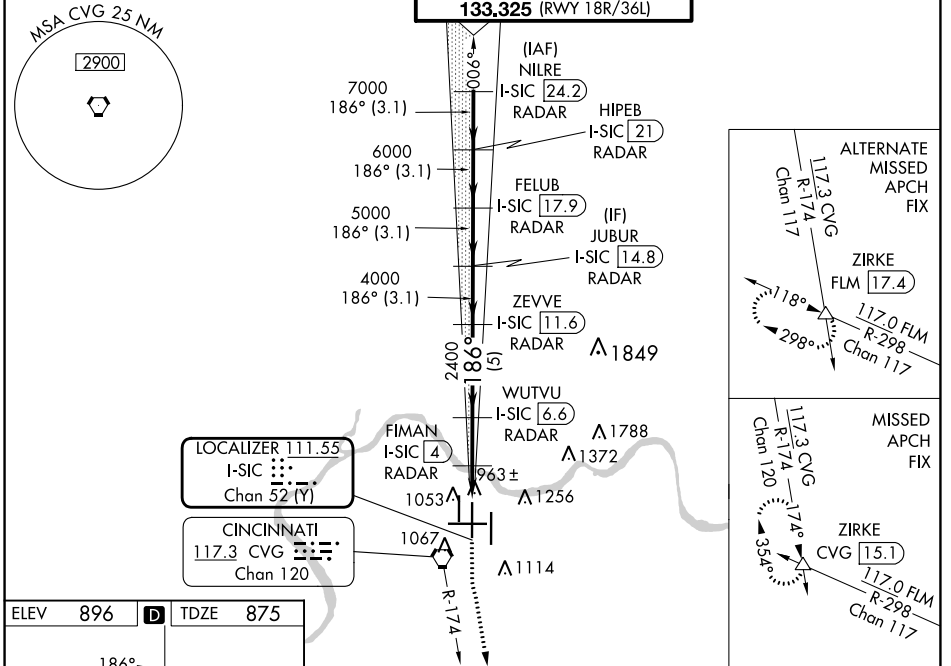 133.325 (RWY 18R/36L)
MSA CVG 25 NM
2900
006°
(IAF)
NILRE
I-SIC 24.2
RADAR
7000
186° (3.1)
HIPEB
I-SIC 21
RADAR
6000
186° (3.1)
FELUB
I-SIC 17.9
RADAR
5000
186° (3.1)
(IF)
JUBUR
I-SIC 14.8
RADAR
4000
186° (3.1)
ZEVVE
I-SIC 11.6
RADAR
2400
186°
(5)
1849
WUTVU
I-SIC 6.6
RADAR
1788
1372
FIMAN
I-SIC 4
RADAR
963±
1053
1256
1067
1114
R-174
LOCALIZER 111.55
I-SIC
Chan 52 (Y)
CINCINNATI
117.3 CVG
Chan 120
ALTERNATE
MISSED
APCH
FIX
117.3 CVG
R-174
Chan 117
ZIRKE
FLM 17.4
118°
298°
117.0 FLM
R-298
Chan 117
MISSED
APCH
FIX
117.3 CVG
R-174
Chan 120
174°
354°
ZIRKE
CVG 15.1
117.0 FLM
R-298
Chan 117
ELEV 896 D TDZE 875
186°